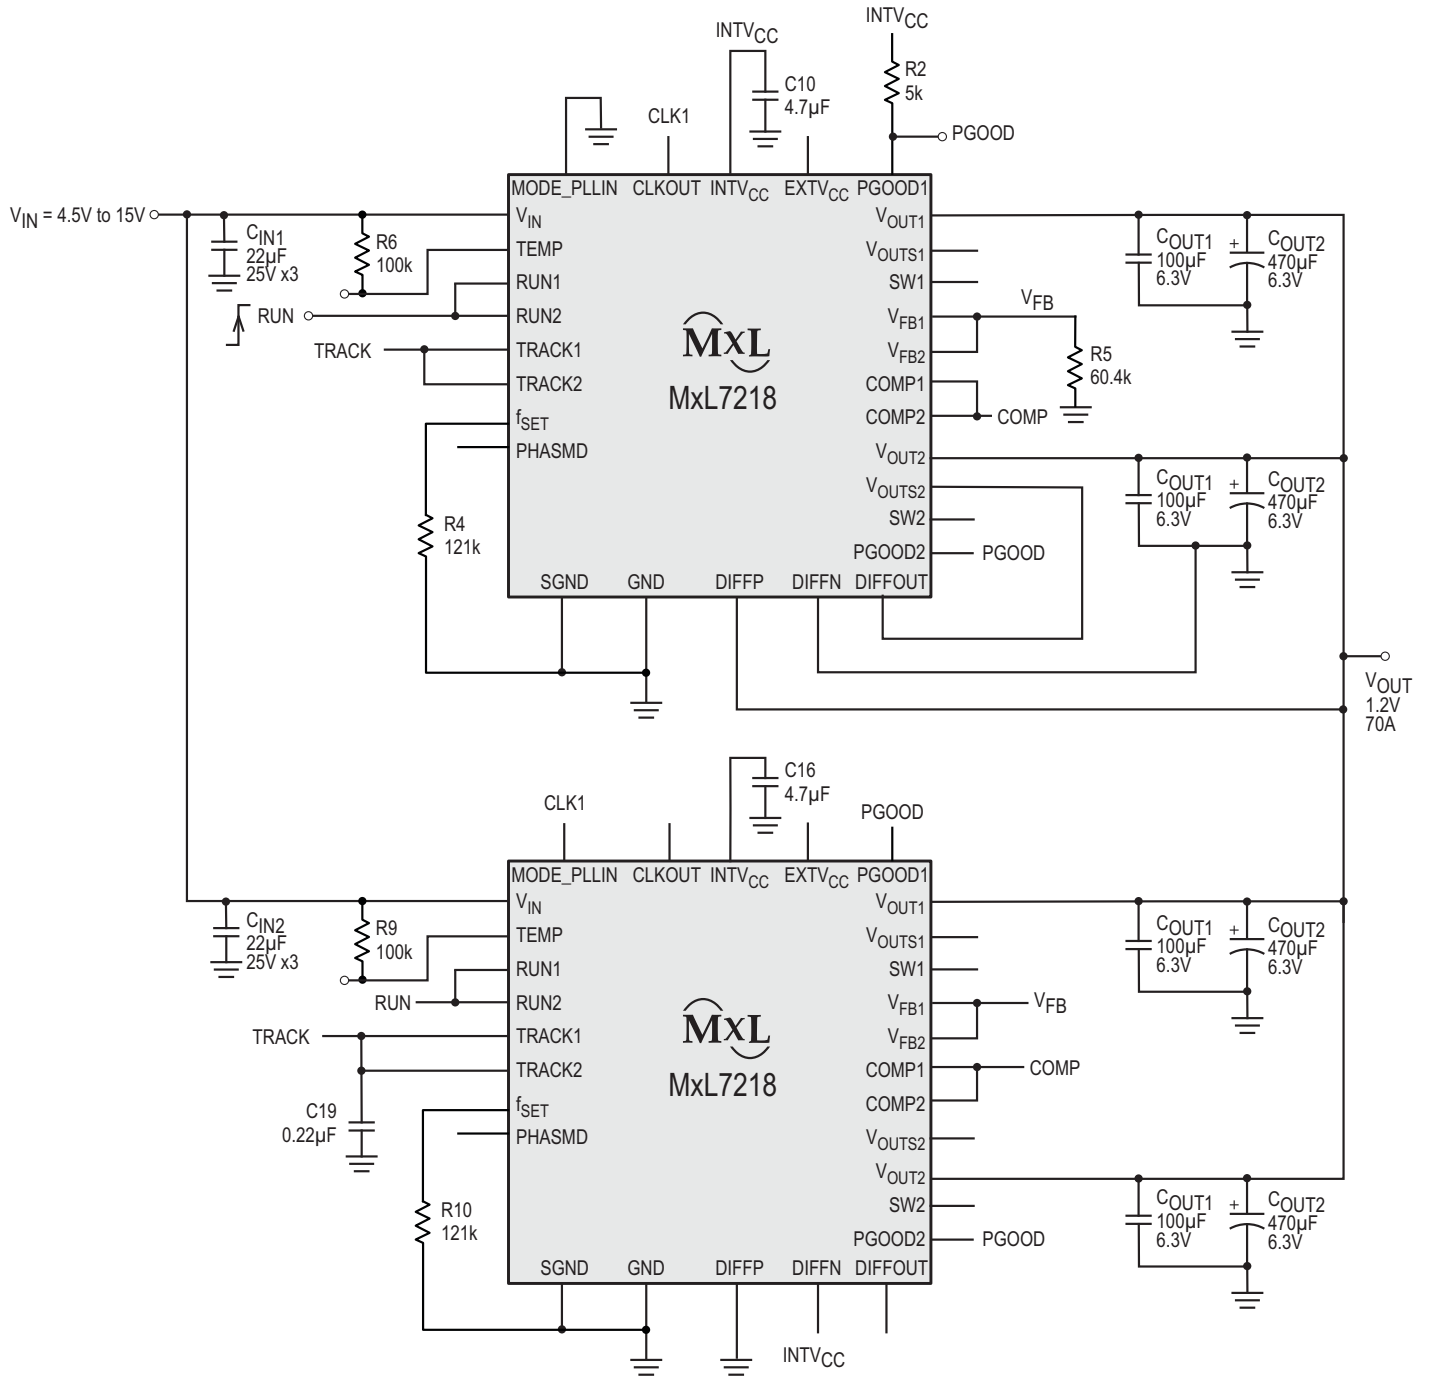 INTVCC
INTVCC
R2
5k
C10
4.7µF
CLK1
PGOOD
MODE_PLLIN
CLKOUT
INTVCC
EXTVCC
PGOOD1
VIN = 4.5V to 15V
CIN1
22µF
25V x3
R6
100k
VIN
TEMP
RUN1
RUN2
TRACK1
TRACK2
fSET
PHASMD
RUN
TRACK
MXL
MxL7218
VOUT1
VOUTS1
SW1
VFB1
VFB2
COMP1
COMP2
VOUT2
VOUTS2
SW2
PGOOD2
VFB
R5
60.4k
COMP
PGOOD
COUT1
100µF
6.3V
+
COUT2
470µF
6.3V
COUT1
100µF
6.3V
+
COUT2
470µF
6.3V
R4
121k
SGND
GND
DIFFP
DIFFN
DIFFOUT
VOUT
1.2V
70A
C16
4.7µF
CLK1
PGOOD
MODE_PLLIN
CLKOUT
INTVCC
EXTVCC
PGOOD1
CIN2
22µF
25V x3
R9
100k
VIN
TEMP
RUN1
RUN2
TRACK1
TRACK2
fSET
PHASMD
RUN
TRACK
C19
0.22µF
MXL
MxL7218
VOUT1
VOUTS1
SW1
VFB1
VFB2
COMP1
COMP2
VOUTS2
VOUT2
SW2
PGOOD2
VFB
COMP
PGOOD
COUT1
100µF
6.3V
+
COUT2
470µF
6.3V
COUT1
100µF
6.3V
+
COUT2
470µF
6.3V
R10
121k
SGND
GND
DIFFP
DIFFN
DIFFOUT
INTVCC